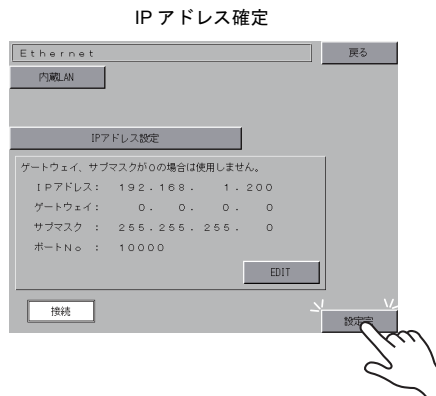 IP アドレス確定
Ethernet
戻る
内蔵LAN
IPアドレス設定
ゲートウェイ、サブマスクが0の場合は使用しません。
IPアドレス: 192.168. 1.200
ゲートウェイ: 0. 0. 0. 0
サブマスク : 255.255.255. 0
ポートNo : 10000
EDIT
接続
設定完